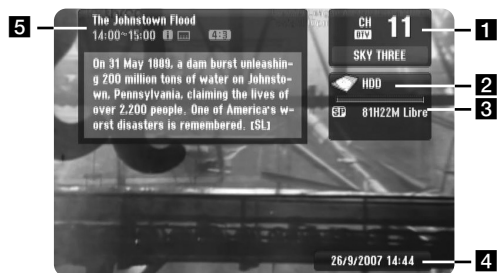 5
The Johnstown Flood
14:00~15:00 i 4:3
On 31 May 1889, a dam burst unleashin-
g 200 million tons of water on Johnsto-
wn, Pennsylvania, claiming the lives of
over 2,200 people. One of America's w-
orst disasters is remembered. [SL]
CH 11
DTV
SKY THREE
1
HDD
2
SP 81H22M Libre
3
26/9/2007 14:44
4